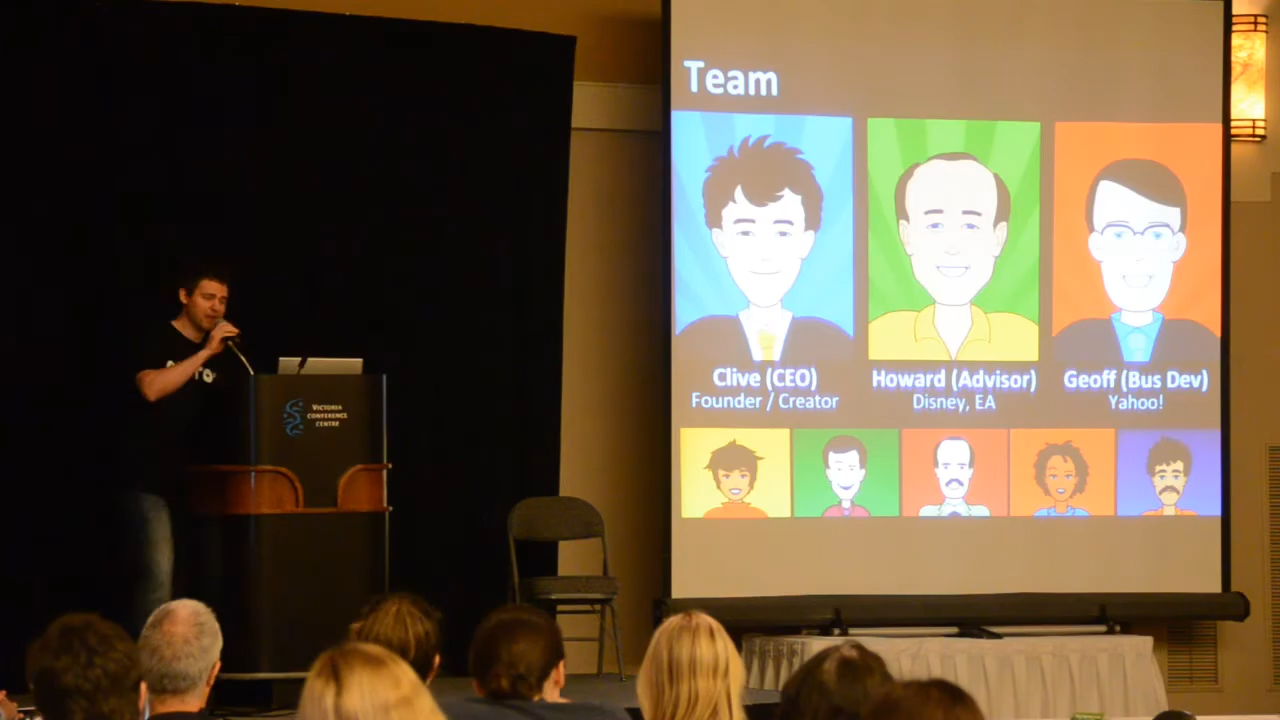 Team
Clive (CEO)
Founder / Creator
Howard (Advisor)
Disney, EA
Geoff (Bus Dev)
Yahoo!
Victoria
Conference
Centre